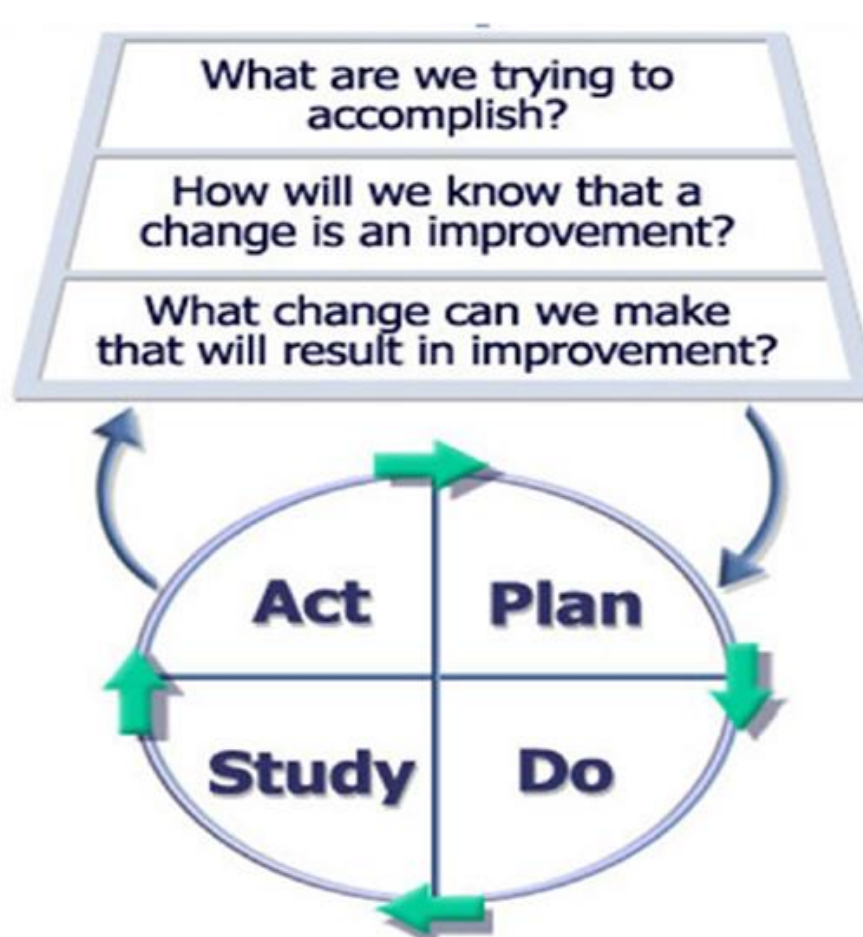 What are we trying to
accomplish?
How will we know that a
change is an improvement?
What change can we make
that will result in improvement?
Act
Plan
Study
Do